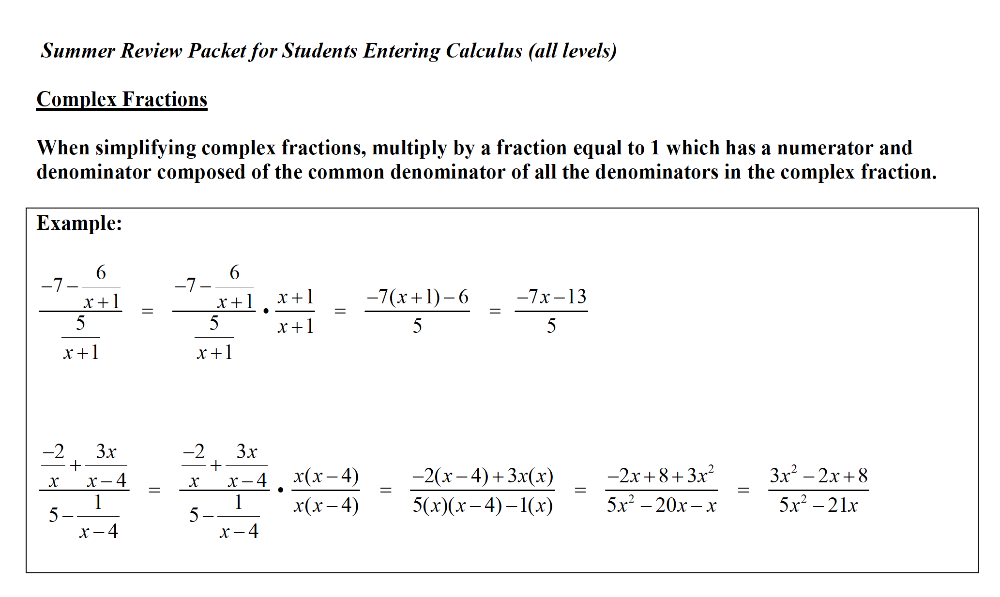 Summer Review Packet for Students Entering Calculus (all levels)
Complex Fractions
When simplifying complex fractions, multiply by a fraction equal to 1 which has a numerator and
denominator composed of the common denominator of all the denominators in the complex fraction.
Example:
\frac{-7-\frac{6}{x+1}}{\frac{5}{x+1}} = \frac{-7-\frac{6}{x+1}}{\frac{5}{x+1}} • \frac{x+1}{x+1} = \frac{-7(x+1)-6}{5} = \frac{-7x-13}{5}
\frac{\frac{-2}{x}+\frac{3x}{x-4}}{5-\frac{1}{x-4}} = \frac{\frac{-2}{x}+\frac{3x}{x-4}}{5-\frac{1}{x-4}} • \frac{x(x-4)}{x(x-4)} = \frac{-2(x-4)+3x(x)}{5(x)(x-4)-1(x)} = \frac{-2x+8+3x^2}{5x^2-20x-x} = \frac{3x^2-2x+8}{5x^2-21x}